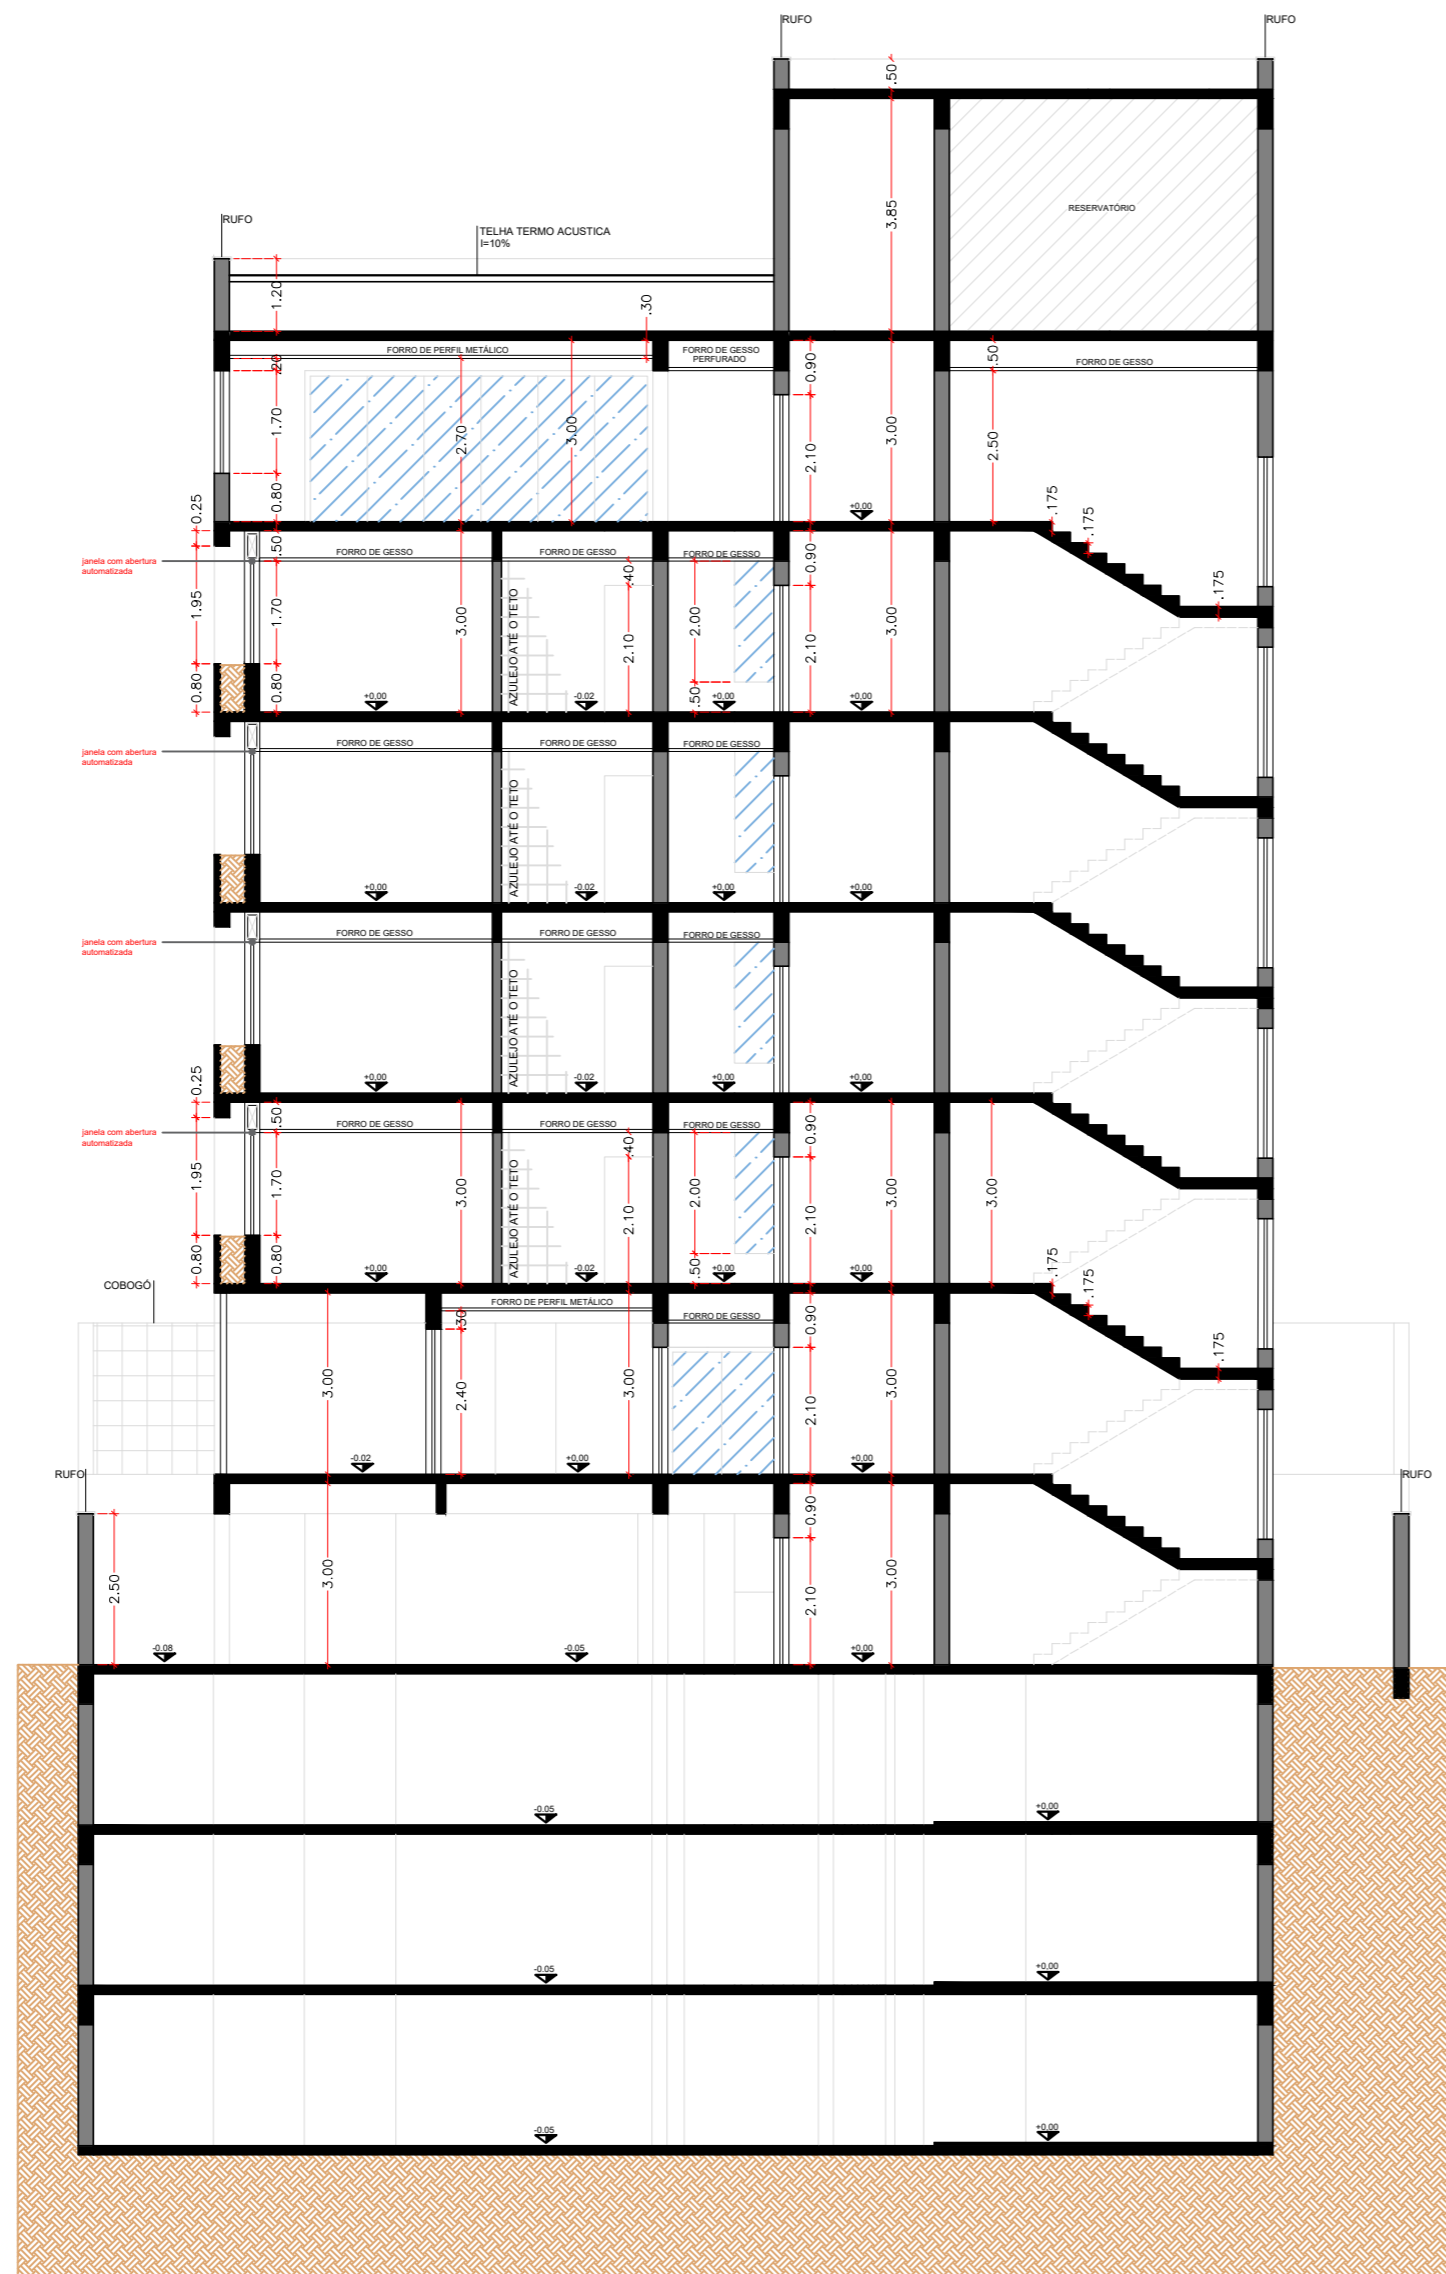 RUFO
RUFO
.50
3.85
RESERVATÓRIO
RUFO
TELHA TERMO ACUSTICA
I=10%
1.20
.30
FORRO DE PERFIL METÁLICO
FORRO DE GESSO
PERFURADO
.50
FORRO DE GESSO
.20
0.90
1.70
2.70
3.00
3.00
2.50
2.10
0.80
0.25
+0,00
.175
.175
.50
FORRO DE GESSO
FORRO DE GESSO
FORRO DE GESSO
0.90
janela com abertura
automatizada
.40
.175
1.95
1.70
3.00
AZULEJO ATÉ O TETO
2.10
2.00
2.10
3.00
0.80
0.80
.50
+0,00
-0.02
+0,00
+0,00
janela com abertura
automatizada
FORRO DE GESSO
FORRO DE GESSO
FORRO DE GESSO
AZULEJO ATÉ O TETO
+0,00
-0.02
+0,00
+0,00
janela com abertura
automatizada
FORRO DE GESSO
FORRO DE GESSO
FORRO DE GESSO
AZULEJO ATÉ O TETO
0.25
+0,00
-0.02
+0,00
+0,00
.50
FORRO DE GESSO
FORRO DE GESSO
FORRO DE GESSO
0.90
janela com abertura
automatizada
.40
1.95
1.70
3.00
AZULEJO ATÉ O TETO
2.10
2.00
2.10
3.00
3.00
0.80
0.80
.50
+0,00
-0.02
+0,00
+0,00
.175
.175
COBOGÓ
FORRO DE PERFIL METÁLICO
FORRO DE GESSO
.30
0.90
.175
3.00
2.40
3.00
2.10
3.00
-0.02
+0,00
+0,00
RUFO
RUFO
0.90
2.50
3.00
2.10
3.00
-0.08
-0.05
+0,00
-0.05
+0,00
-0.05
+0,00
-0.05
+0,00